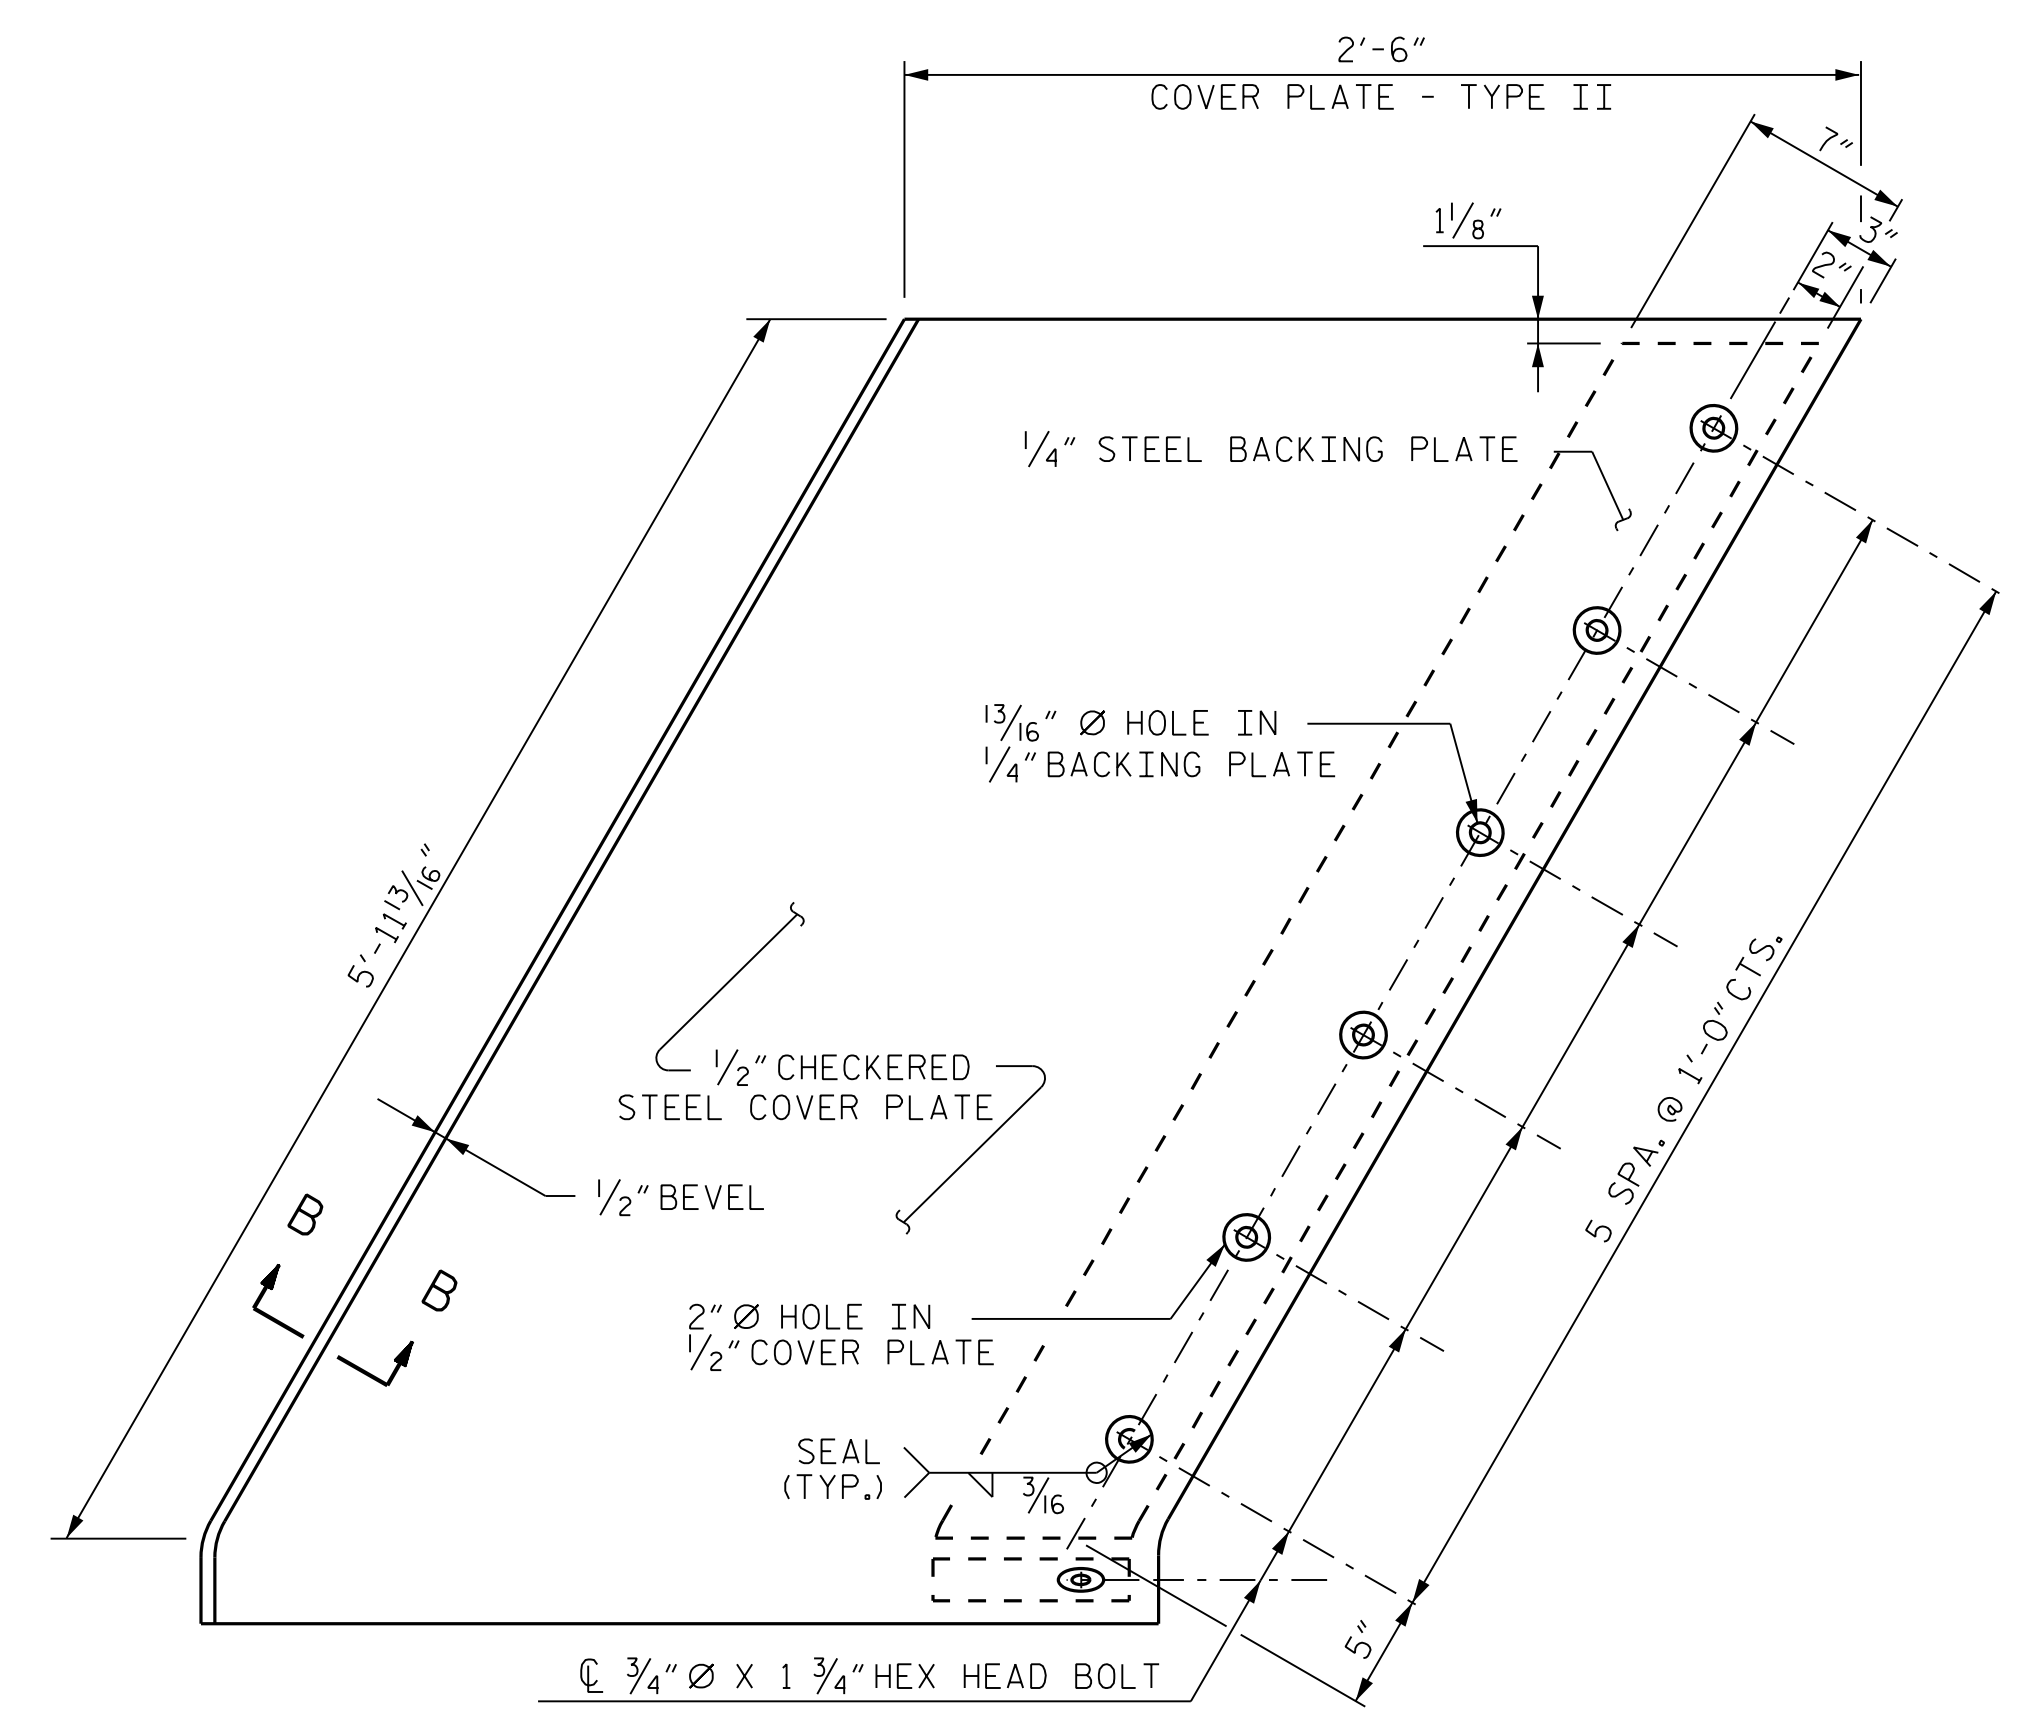 2'-6"
COVER PLATE - TYPE II
7"
3"
2"
1 1/8"
1/4" STEEL BACKING PLATE
13/16" Ø HOLE IN
1/4" BACKING PLATE
5'-11 13/16"
1/2" CHECKERED
STEEL COVER PLATE
5 SPA. @ 1'-0" CTS.
1/2" BEVEL
B
B
2" Ø HOLE IN
1/2" COVER PLATE
SEAL
(TYP.)
3/16
5"
℄ 3/4" Ø X 1 3/4" HEX HEAD BOLT